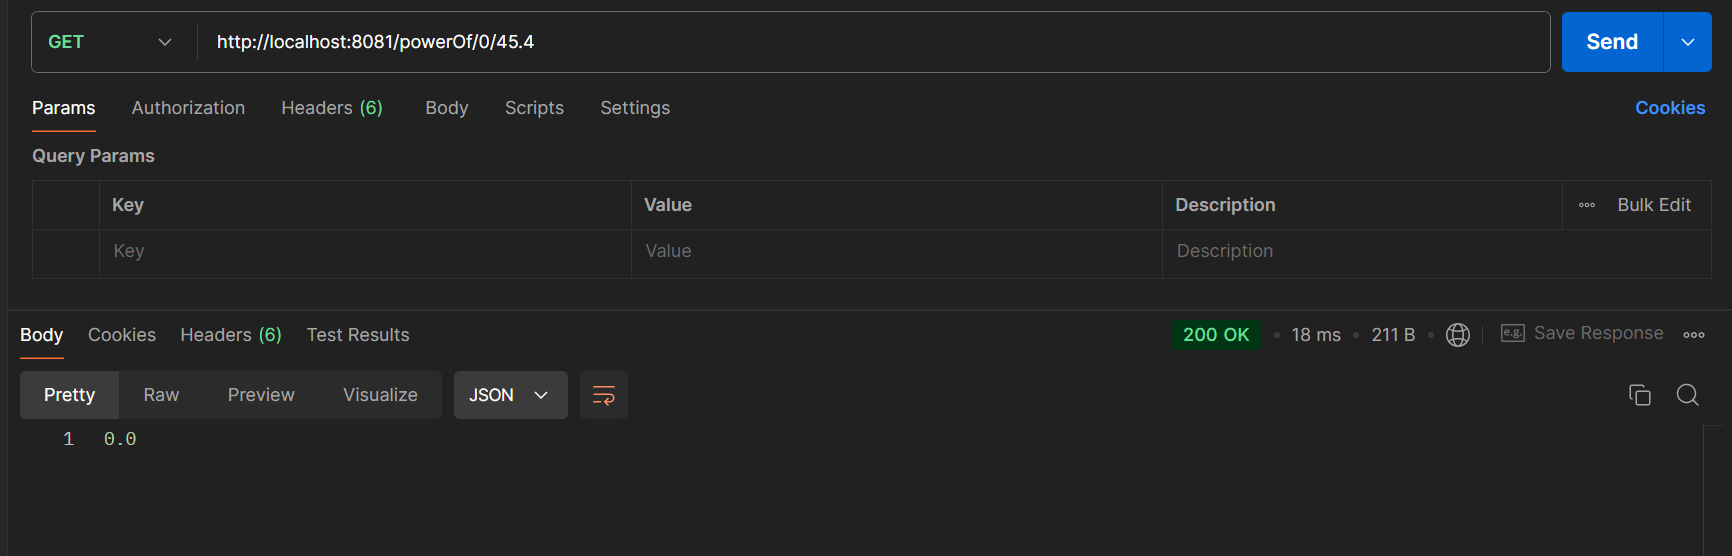 GET http://localhost:8081/powerOf/0/45.4 Send
Params Authorization Headers (6) Body Scripts Settings Cookies
Query Params
Key Value Description Bulk Edit
Key Value Description
Body Cookies Headers (6) Test Results 200 OK • 18 ms • 211 B • e.g. Save Response
Pretty Raw Preview Visualize JSON
1 0.0